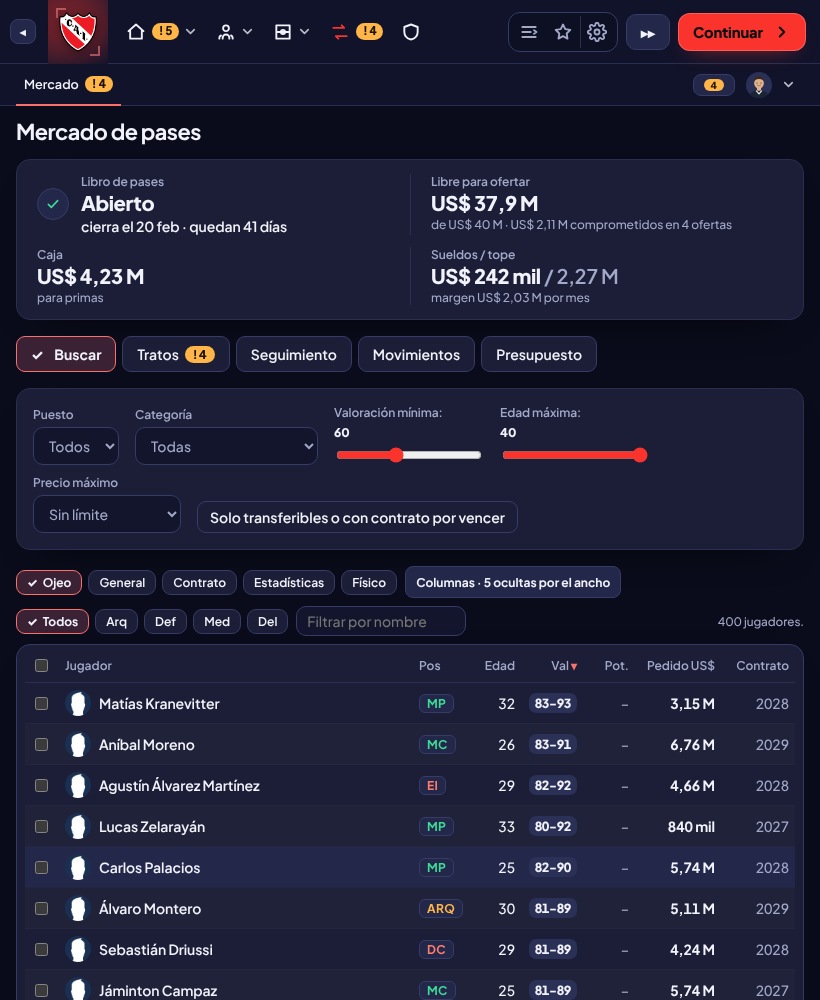 CAI
! 5
! 4
Continuar
Mercado ! 4
4
Mercado de pases
Libro de pases
Abierto
cierra el 20 feb · quedan 41 días
Libre para ofertar
US$ 37,9 M
de US$ 40 M · US$ 2,11 M comprometidos en 4 ofertas
Caja
US$ 4,23 M
para primas
Sueldos / tope
US$ 242 mil / 2,27 M
margen US$ 2,03 M por mes
Buscar
Tratos ! 4
Seguimiento
Movimientos
Presupuesto
Puesto
Todos
Categoría
Todas
Valoración mínima:
60
Edad máxima:
40
Precio máximo
Sin límite
Solo transferibles o con contrato por vencer
Ojeo
General
Contrato
Estadísticas
Físico
Columnas · 5 ocultas por el ancho
Todos
Arq
Def
Med
Del
Filtrar por nombre
400 jugadores.
Jugador Pos Edad Val Pot. Pedido US$ Contrato
Matías Kranevitter MP 32 83–93 – 3,15 M 2028
Aníbal Moreno MC 26 83–91 – 6,76 M 2029
Agustín Álvarez Martínez EI 29 82–92 – 4,66 M 2028
Lucas Zelarayán MP 33 80–92 – 840 mil 2027
Carlos Palacios MP 25 82–90 – 5,74 M 2028
Álvaro Montero ARQ 30 81–89 – 5,11 M 2029
Sebastián Driussi DC 29 81–89 – 4,24 M 2028
Jáminton Campaz MC 25 81–89 – 5,74 M 2027